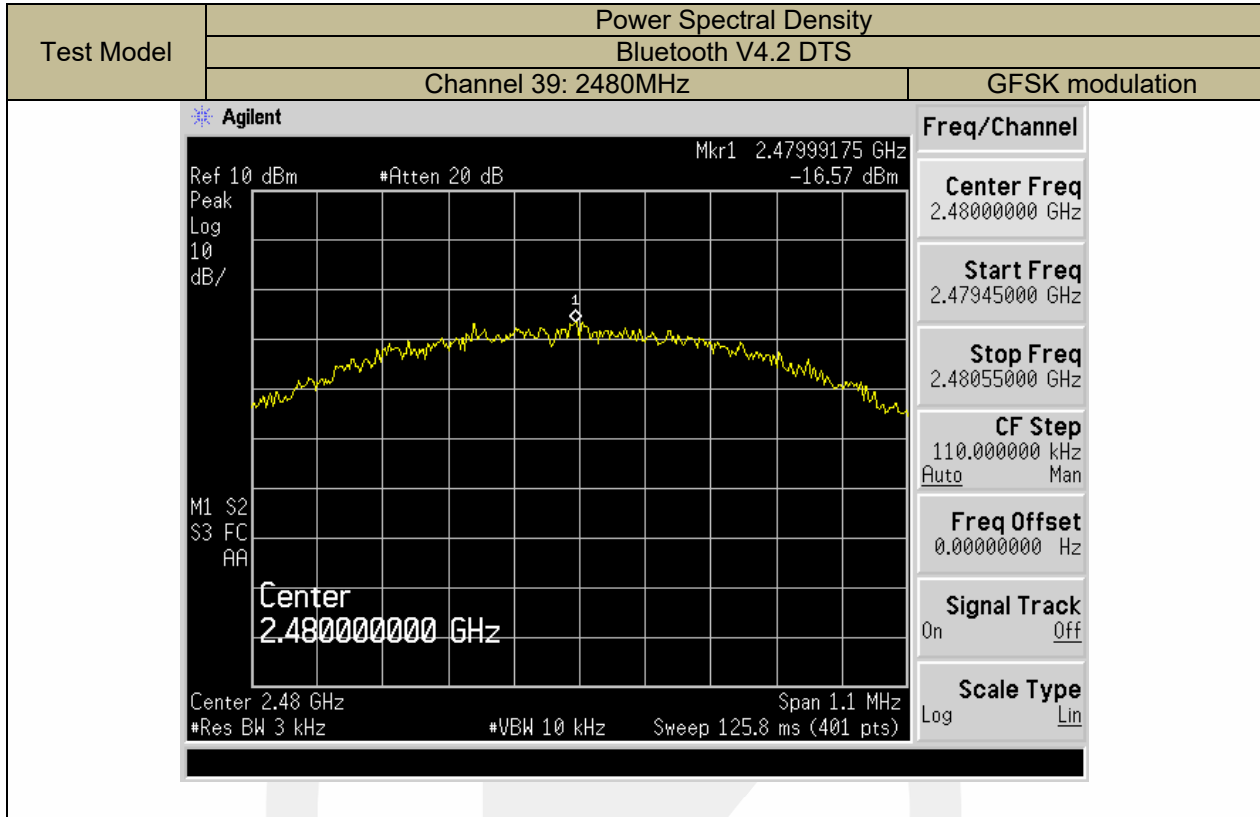 Test Model
Power Spectral Density
Bluetooth V4.2 DTS
Channel 39: 2480MHz
GFSK modulation
Agilent
Freq/Channel
Mkr1 2.47999175 GHz
Ref 10 dBm #Atten 20 dB -16.57 dBm
Peak
Log
10
dB/
1
M1 S2
S3 FC
AA
Center
2.480000000 GHz
Center 2.48 GHz Span 1.1 MHz
#Res BW 3 kHz #VBW 10 kHz Sweep 125.8 ms (401 pts)
Center Freq
2.48000000 GHz
Start Freq
2.47945000 GHz
Stop Freq
2.48055000 GHz
CF Step
110.000000 kHz
Auto Man
Freq Offset
0.00000000 Hz
Signal Track
On Off
Scale Type
Log Lin